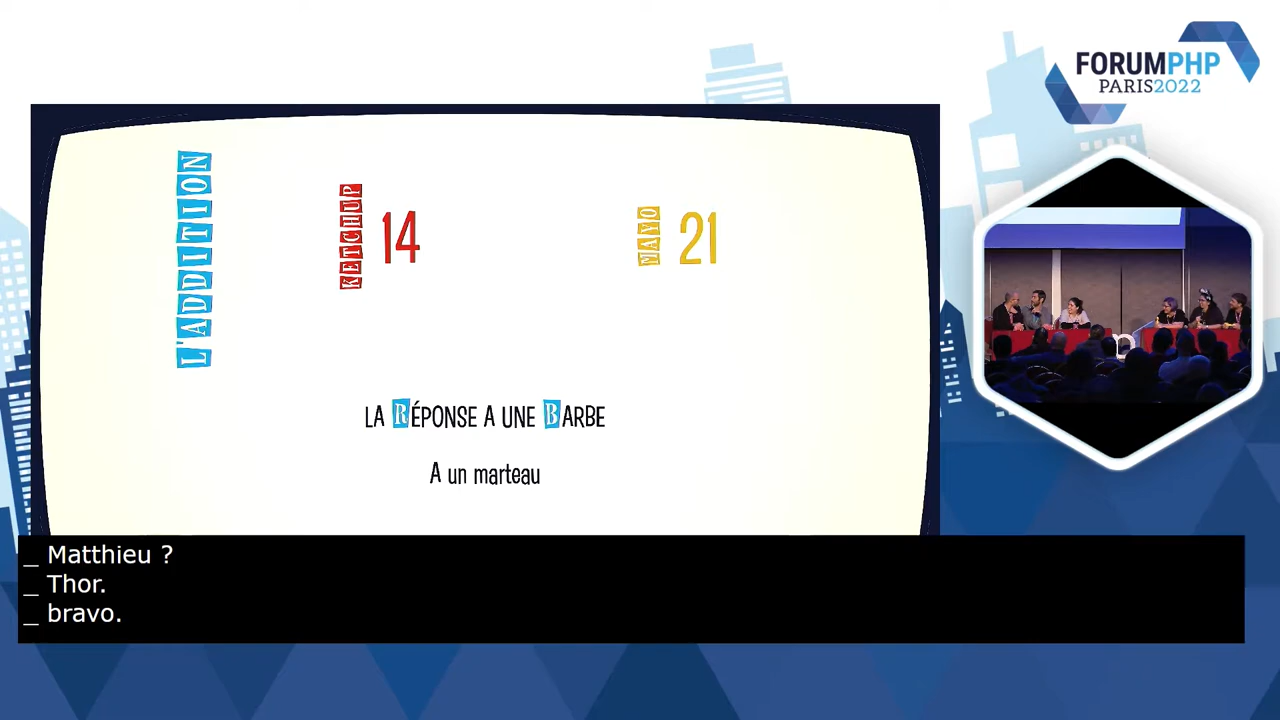 FORUMPHP
PARIS2022
L'ADDITION
KETCHUP 14
MAYO 21
LA RÉPONSE A UNE BARBE
A un marteau
_ Matthieu ?
_ Thor.
_ bravo.